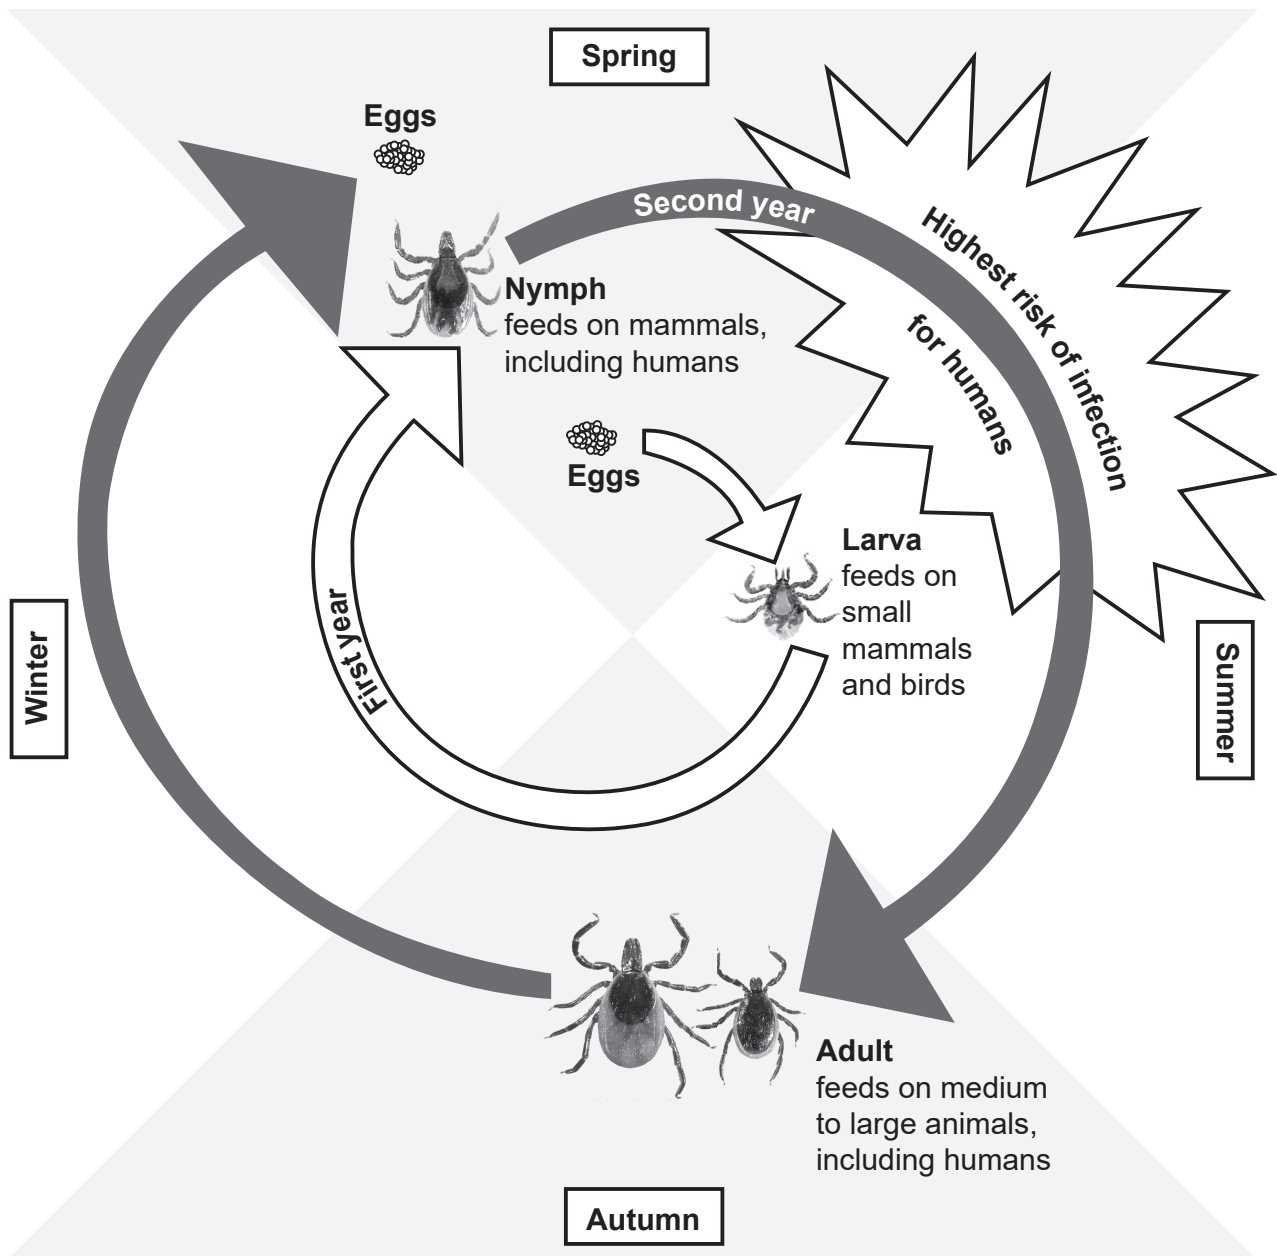 Spring
Eggs
Second year
Highest risk of infection
for humans
Nymph
feeds on mammals,
including humans
Eggs
Larva
feeds on
small
mammals
and birds
First year
Winter
Summer
Adult
feeds on medium
to large animals,
including humans
Autumn